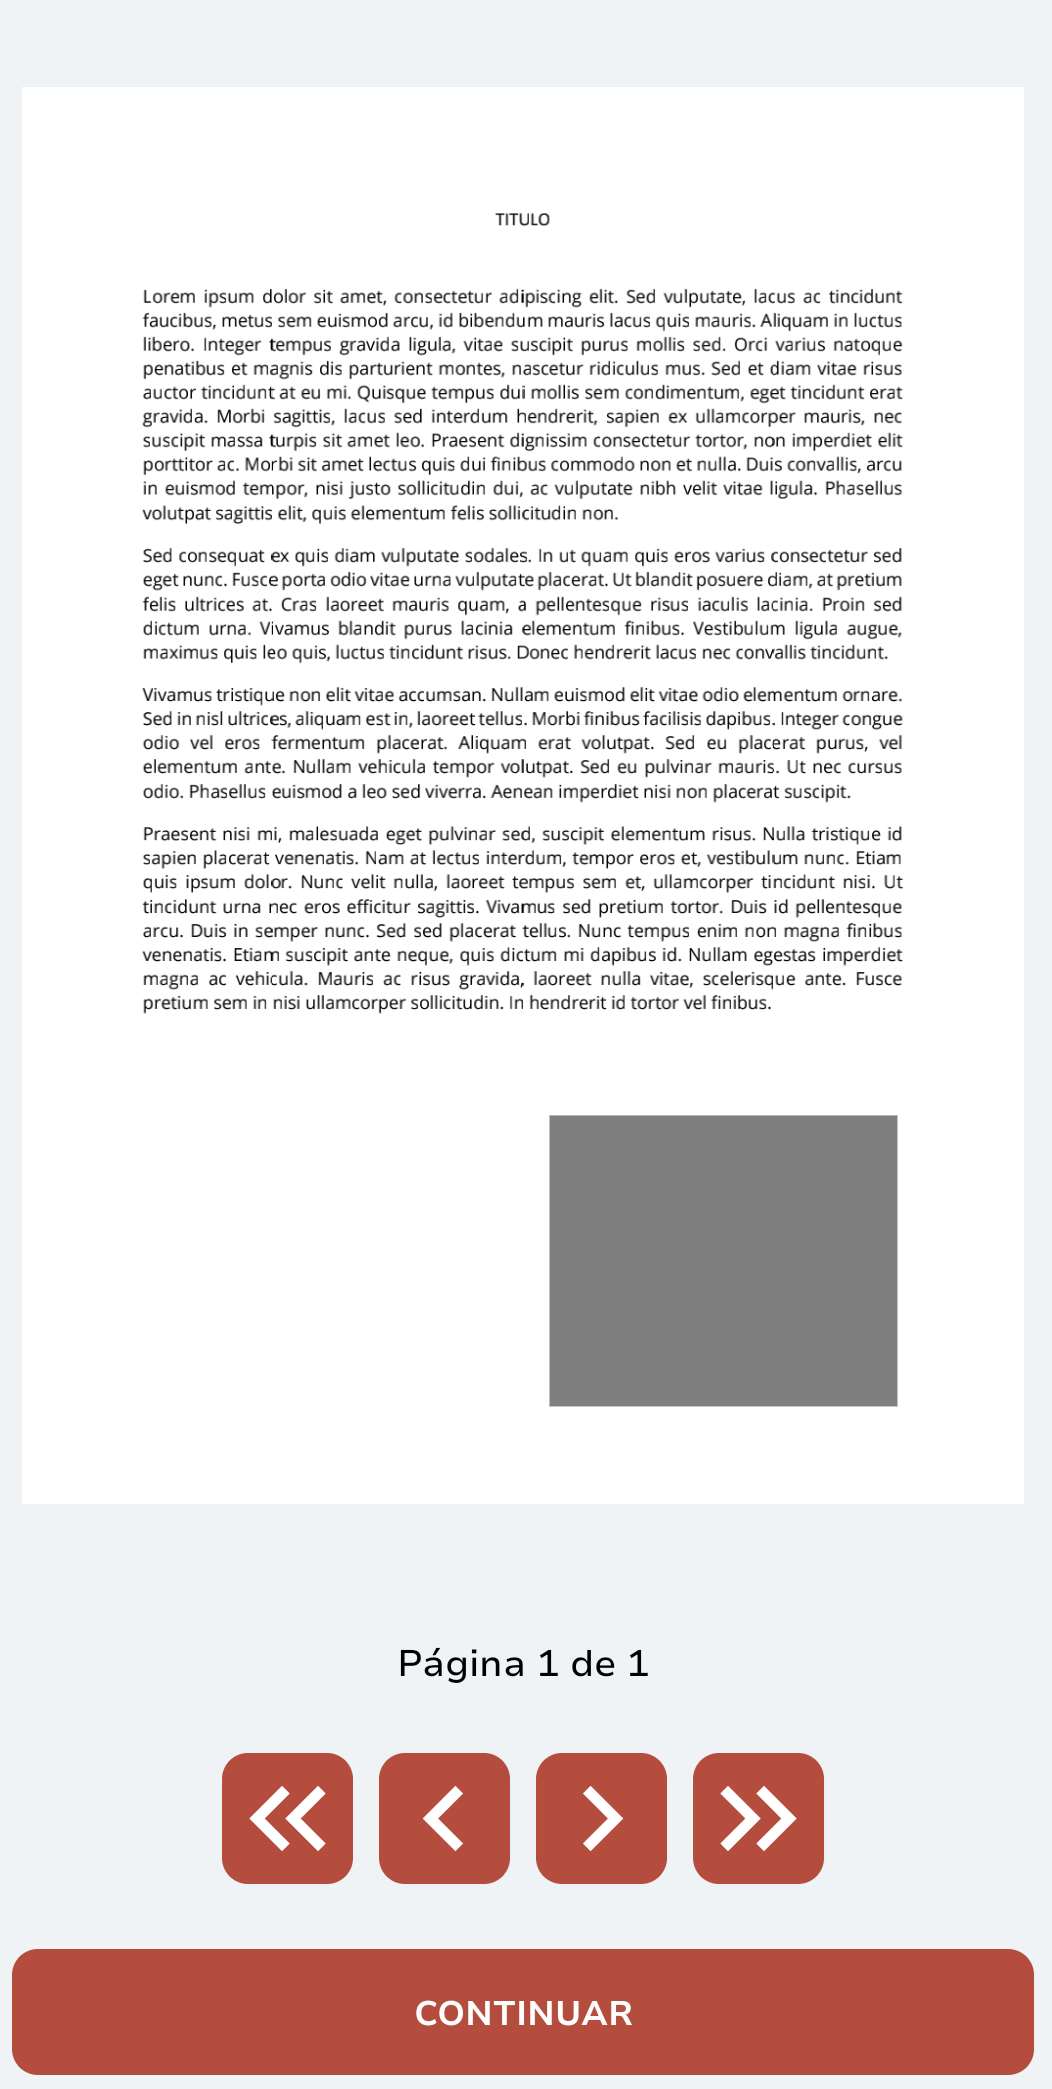 TITULO
Lorem ipsum dolor sit amet, consectetur adipiscing elit. Sed vulputate, lacus ac tincidunt
faucibus, metus sem euismod arcu, id bibendum mauris lacus quis mauris. Aliquam in luctus
libero. Integer tempus gravida ligula, vitae suscipit purus mollis sed. Orci varius natoque
penatibus et magnis dis parturient montes, nascetur ridiculus mus. Sed et diam vitae risus
auctor tincidunt at eu mi. Quisque tempus dui mollis sem condimentum, eget tincidunt erat
gravida. Morbi sagittis, lacus sed interdum hendrerit, sapien ex ullamcorper mauris, nec
suscipit massa turpis sit amet leo. Praesent dignissim consectetur tortor, non imperdiet elit
porttitor ac. Morbi sit amet lectus quis dui finibus commodo non et nulla. Duis convallis, arcu
in euismod tempor, nisi justo sollicitudin dui, ac vulputate nibh velit vitae ligula. Phasellus
volutpat sagittis elit, quis elementum felis sollicitudin non.
Sed consequat ex quis diam vulputate sodales. In ut quam quis eros varius consectetur sed
eget nunc. Fusce porta odio vitae urna vulputate placerat. Ut blandit posuere diam, at pretium
felis ultrices at. Cras laoreet mauris quam, a pellentesque risus iaculis lacinia. Proin sed
dictum urna. Vivamus blandit purus lacinia elementum finibus. Vestibulum ligula augue,
maximus quis leo quis, luctus tincidunt risus. Donec hendrerit lacus nec convallis tincidunt.
Vivamus tristique non elit vitae accumsan. Nullam euismod elit vitae odio elementum ornare.
Sed in nisl ultrices, aliquam est in, laoreet tellus. Morbi finibus facilisis dapibus. Integer congue
odio vel eros fermentum placerat. Aliquam erat volutpat. Sed eu placerat purus, vel
elementum ante. Nullam vehicula tempor volutpat. Sed eu pulvinar mauris. Ut nec cursus
odio. Phasellus euismod a leo sed viverra. Aenean imperdiet nisi non placerat suscipit.
Praesent nisi mi, malesuada eget pulvinar sed, suscipit elementum risus. Nulla tristique id
sapien placerat venenatis. Nam at lectus interdum, tempor eros et, vestibulum nunc. Etiam
quis ipsum dolor. Nunc velit nulla, laoreet tempus sem et, ullamcorper tincidunt nisi. Ut
tincidunt urna nec eros efficitur sagittis. Vivamus sed pretium tortor. Duis id pellentesque
arcu. Duis in semper nunc. Sed sed placerat tellus. Nunc tempus enim non magna finibus
venenatis. Etiam suscipit ante neque, quis dictum mi dapibus id. Nullam egestas imperdiet
magna ac vehicula. Mauris ac risus gravida, laoreet nulla vitae, scelerisque ante. Fusce
pretium sem in nisi ullamcorper sollicitudin. In hendrerit id tortor vel finibus.
Página 1 de 1
CONTINUAR